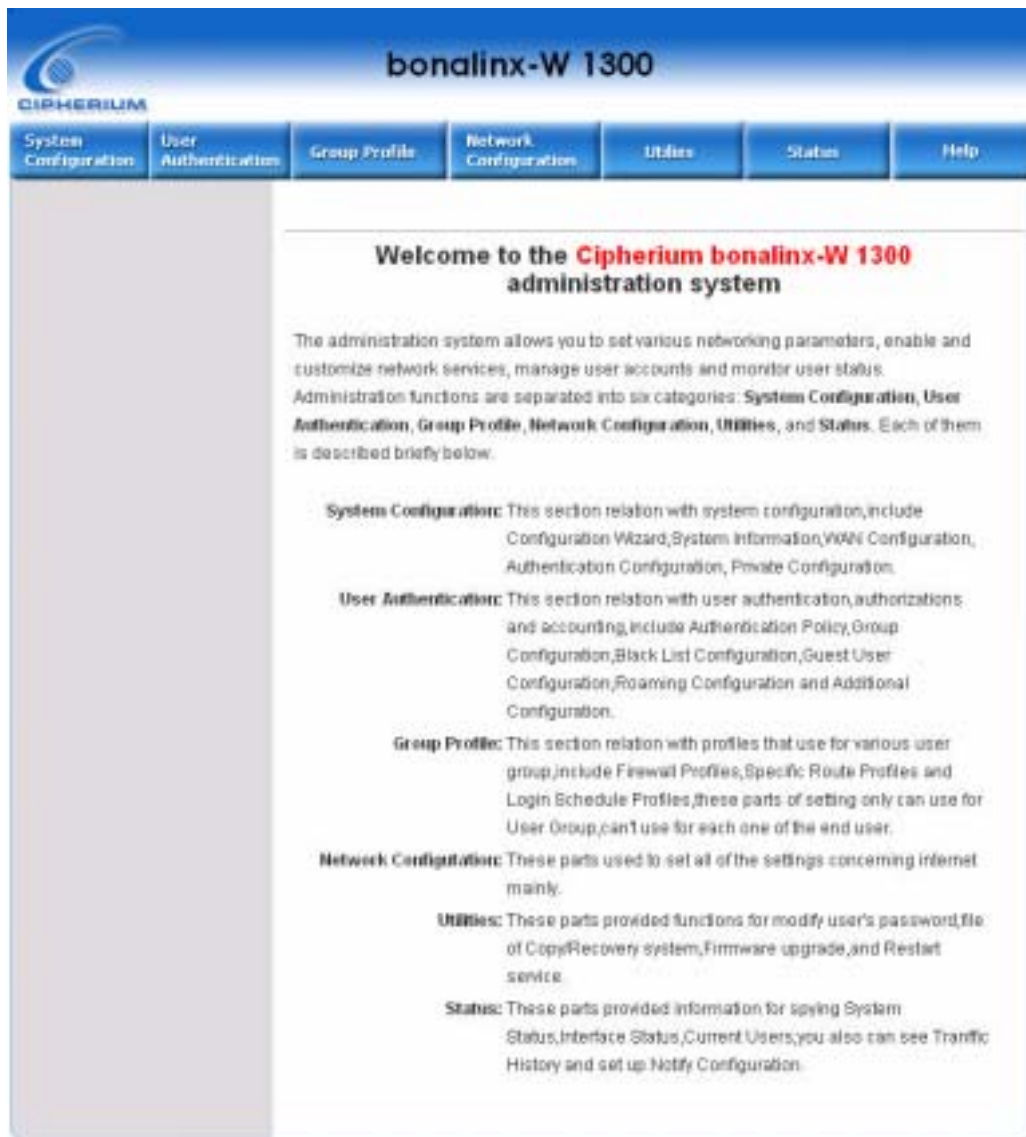 CIPHERIUM
bonalinx-W 1300
System
Configuration
User
Authentication
Group Profile
Network
Configuration
Utilies
Status
Help
Welcome to the Cipherium bonalinx-W 1300
administration system
The administration system allows you to set various networking parameters, enable and
customize network services, manage user accounts and monitor user status.
Administration functions are separated into six categories: System Configuration, User
Authentication, Group Profile, Network Configuration, Utilities, and Status. Each of them
is described briefly below.
System Configuration: This section relation with system configuration,include
Configuration Wizard,System Information,WAN Configuration,
Authentication Configuration, Private Configuration.
User Authentication: This section relation with user authentication,authorizations
and accounting,include Authentication Policy,Group
Configuration,Black List Configuration,Guest User
Configuration,Roaming Configuration and Additional
Configuration.
Group Profile: This section relation with profiles that use for various user
group,include Firewall Profiles,Specific Route Profiles and
Login Schedule Profiles,these parts of setting only can use for
User Group,can't use for each one of the end user.
Network Configutation: These parts used to set all of the settings concerning internet
mainly.
Utilities: These parts provided functions for modify user's password,file
of Copy/Recovery system,Firmware upgrade,and Restart
service.
Status: These parts provided information for spying System
Status,Interface Status,Current Users,you also can see Tranffic
History and set up Notify Configuration.